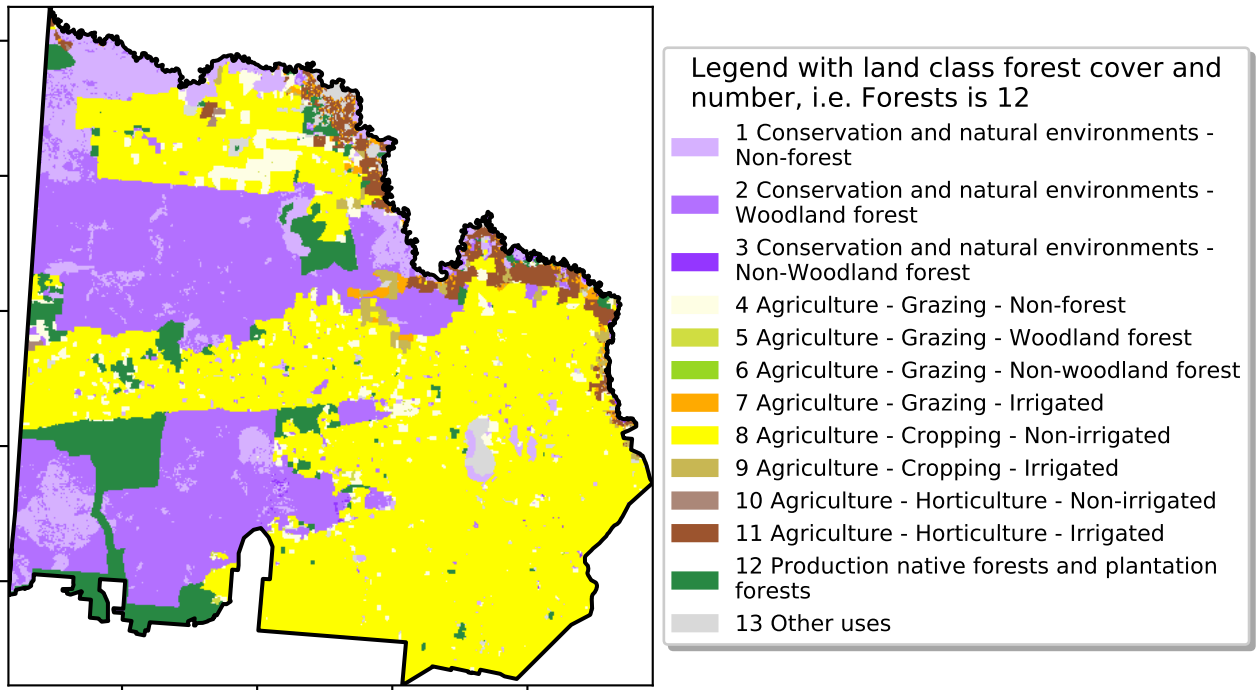 Legend with land class forest cover and
number, i.e. Forests is 12
1 Conservation and natural environments -
Non-forest
2 Conservation and natural environments -
Woodland forest
3 Conservation and natural environments -
Non-Woodland forest
4 Agriculture - Grazing - Non-forest
5 Agriculture - Grazing - Woodland forest
6 Agriculture - Grazing - Non-woodland forest
7 Agriculture - Grazing - Irrigated
8 Agriculture - Cropping - Non-irrigated
9 Agriculture - Cropping - Irrigated
10 Agriculture - Horticulture - Non-irrigated
11 Agriculture - Horticulture - Irrigated
12 Production native forests and plantation
forests
13 Other uses